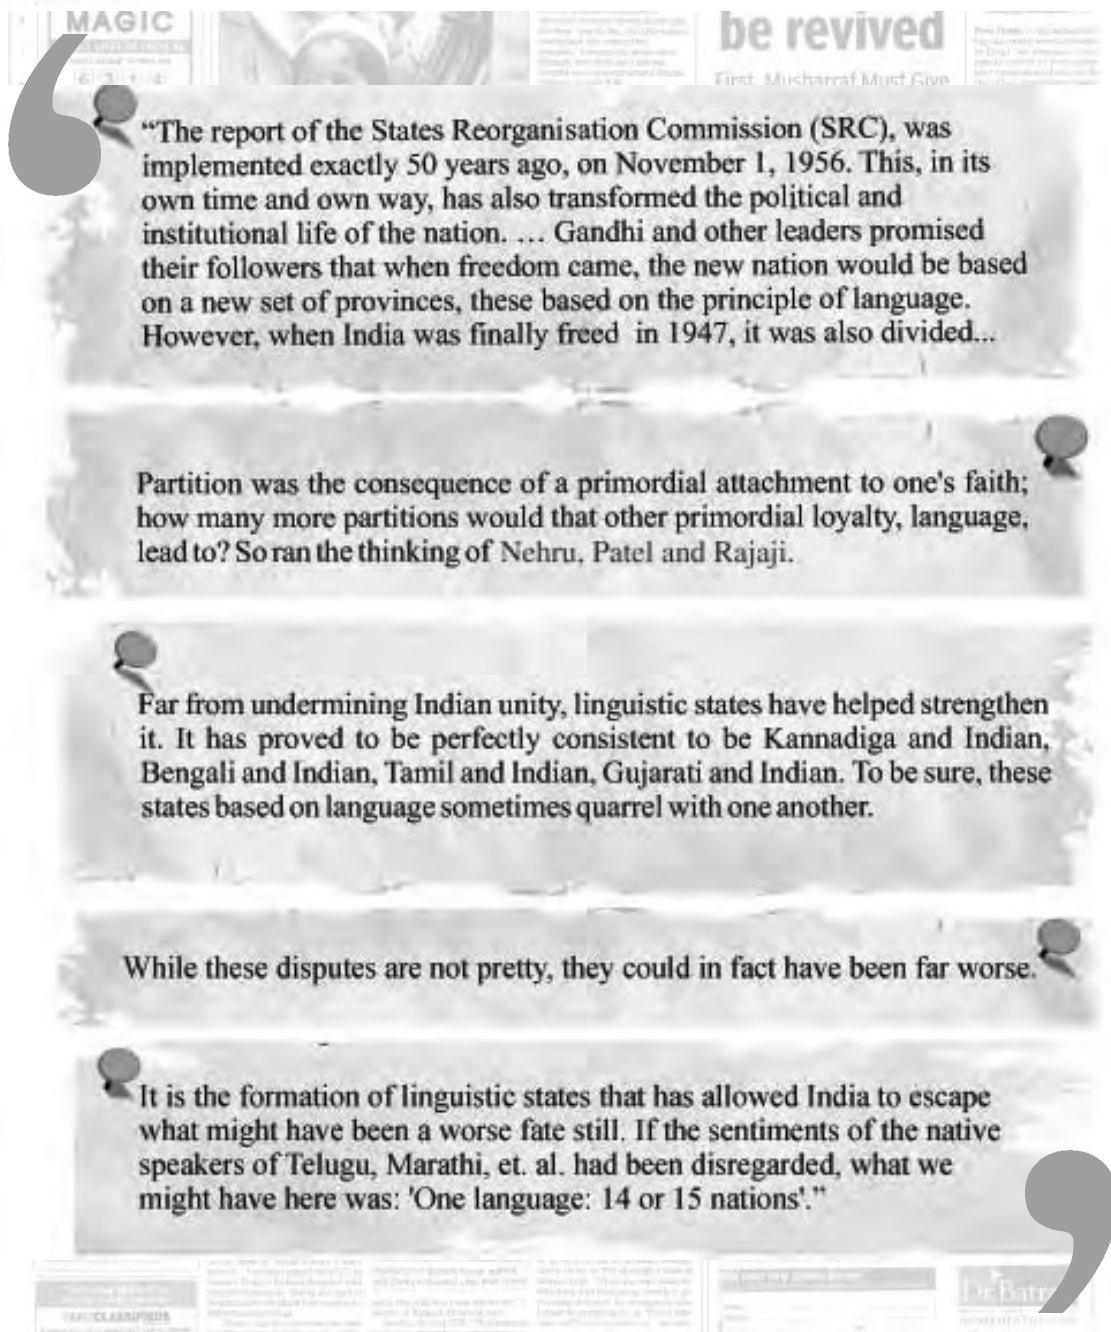 MAGIC
6 3 1 4
be revived
First, Musharraf Must Give
“The report of the States Reorganisation Commission (SRC), was
implemented exactly 50 years ago, on November 1, 1956. This, in its
own time and own way, has also transformed the political and
institutional life of the nation. … Gandhi and other leaders promised
their followers that when freedom came, the new nation would be based
on a new set of provinces, these based on the principle of language.
However, when India was finally freed in 1947, it was also divided...
Partition was the consequence of a primordial attachment to one's faith;
how many more partitions would that other primordial loyalty, language,
lead to? So ran the thinking of Nehru, Patel and Rajaji.
Far from undermining Indian unity, linguistic states have helped strengthen
it. It has proved to be perfectly consistent to be Kannadiga and Indian,
Bengali and Indian, Tamil and Indian, Gujarati and Indian. To be sure, these
states based on language sometimes quarrel with one another.
While these disputes are not pretty, they could in fact have been far worse.
It is the formation of linguistic states that has allowed India to escape
what might have been a worse fate still. If the sentiments of the native
speakers of Telugu, Marathi, et. al. had been disregarded, what we
might have here was: 'One language: 14 or 15 nations'.”
CLASSIFIEDS
Dr Batra